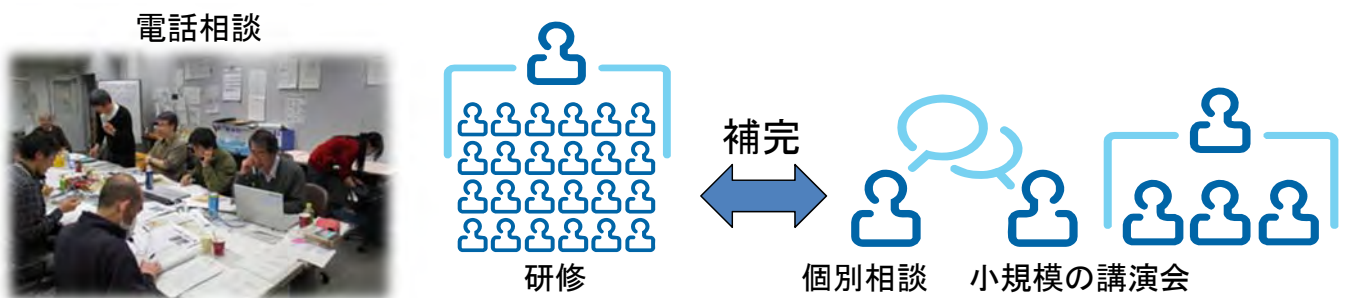 電話相談
研修
補完
個別相談
小規模の講演会